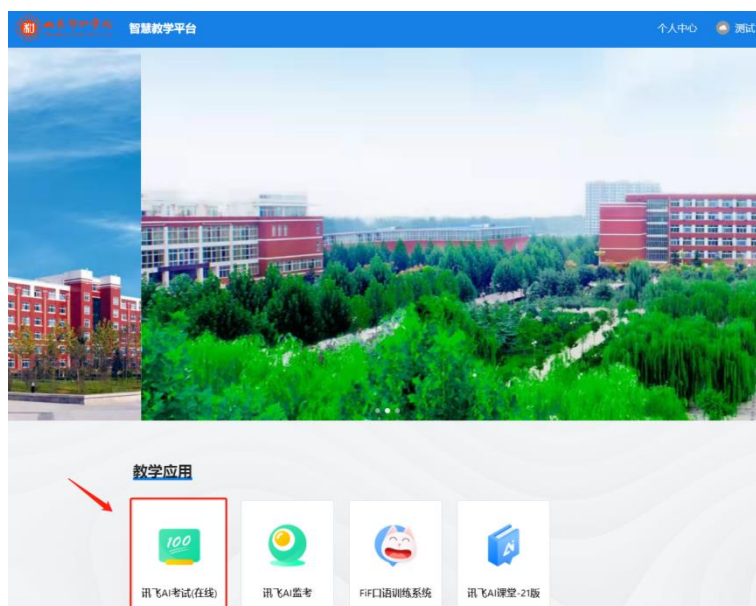 智慧教学平台
个人中心
测试
教学应用
100
讯飞AI考试(在线)
讯飞AI监考
FiF口语训练系统
Ai
讯飞AI课堂-21版